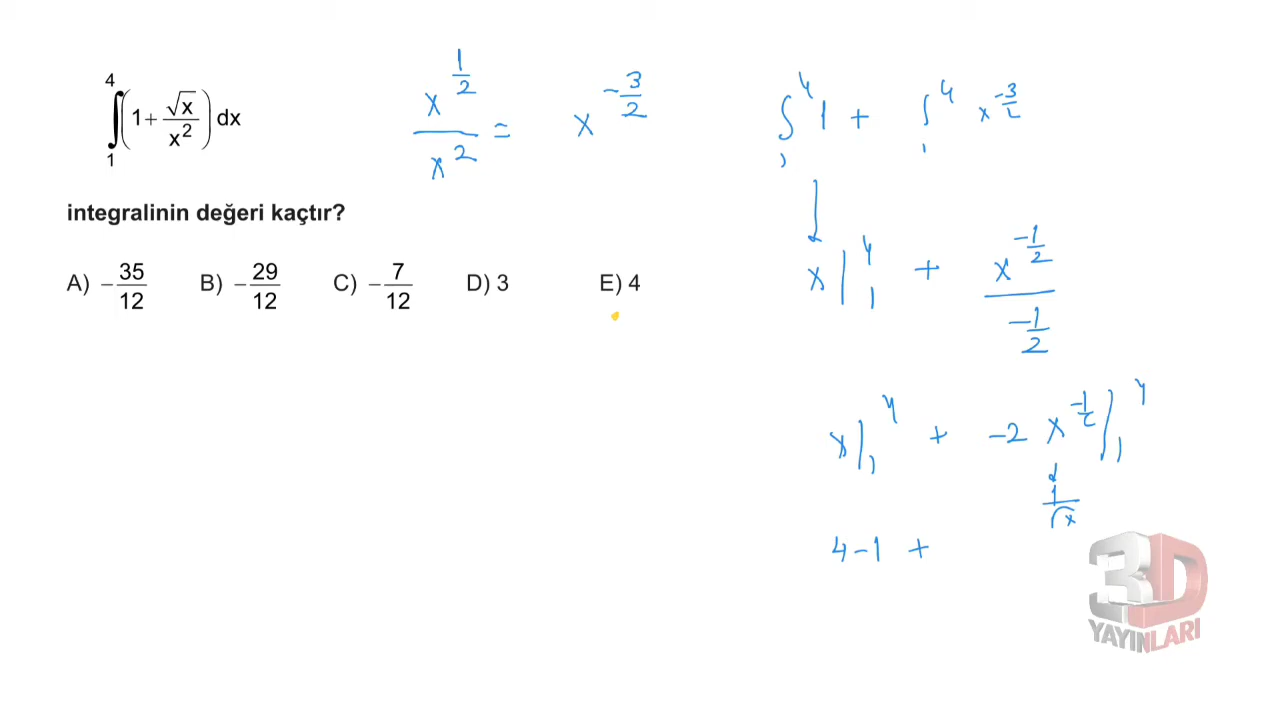 4
∫(1+√x/x²)dx
1
integralinin değeri kaçtır?
A) −35/12 B) −29/12 C) −7/12 D) 3 E) 4
x^(1/2)/x^2 = x^(-3/2)
∫₁⁴ 1 + ∫₁⁴ x^(-3/2)
x|₁⁴ + x^(-1/2)/(-1/2)
x|₁⁴ + -2 x^(-1/2)|₁⁴
1/√x
4-1 +
3D
YAYINLARI